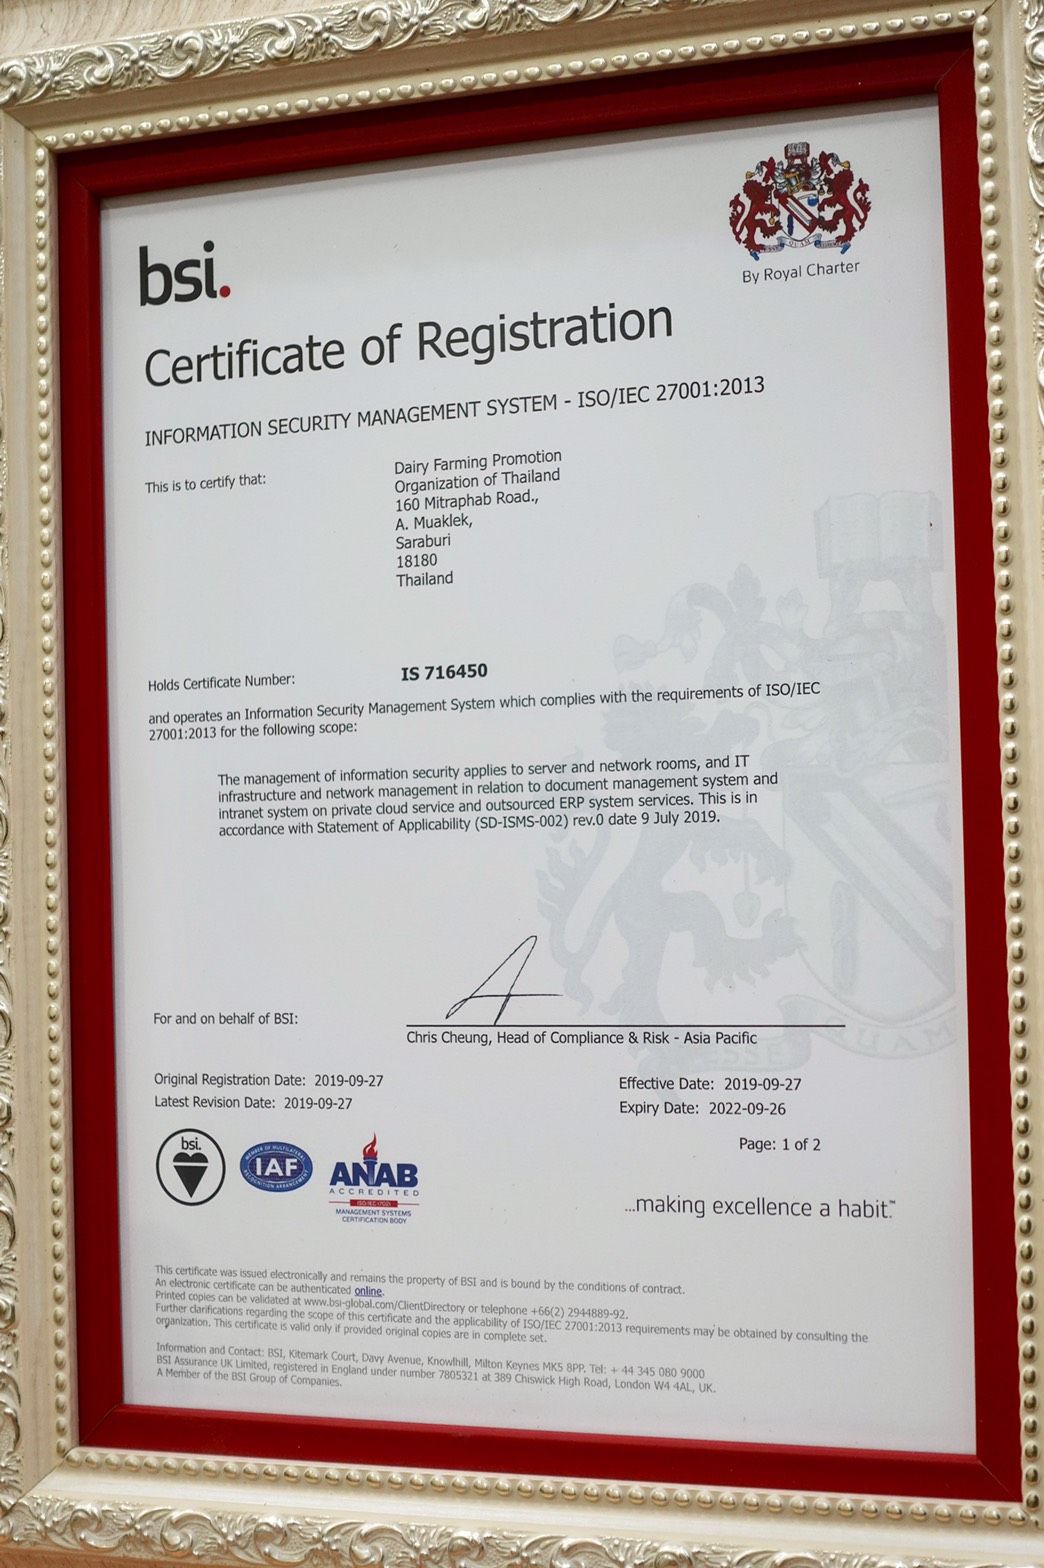 bsi.
By Royal Charter
Certificate of Registration
INFORMATION SECURITY MANAGEMENT SYSTEM - ISO/IEC 27001:2013
This is to certify that:
Dairy Farming Promotion
Organization of Thailand
160 Mitraphab Road.,
A. Muaklek,
Saraburi
18180
Thailand
Holds Certificate Number: IS 716450
and operates an Information Security Management System which complies with the requirements of ISO/IEC
27001:2013 for the following scope:
The management of information security applies to server and network rooms, and IT
infrastructure and network management in relation to document management system and
intranet system on private cloud service and outsourced ERP system services. This is in
accordance with Statement of Applicability (SD-ISMS-002) rev.0 date 9 July 2019.
For and on behalf of BSI:
Chris Cheung, Head of Compliance & Risk - Asia Pacific
Original Registration Date: 2019-09-27 Effective Date: 2019-09-27
Latest Revision Date: 2019-09-27 Expiry Date: 2022-09-26
Page: 1 of 2
bsi.
MEMBER OF MULTILATERAL
IAF
RECOGNITION ARRANGEMENT
ANAB
ACCREDITED
MANAGEMENT SYSTEMS
CERTIFICATION BODY
...making excellence a habit.™
This certificate was issued electronically and remains the property of BSI and is bound by the conditions of contract.
An electronic certificate can be authenticated online.
Printed copies can be validated at www.bsi-global.com/ClientDirectory or telephone +66(2) 2944889-92.
Further clarifications regarding the scope of this certificate and the applicability of ISO/IEC 27001:2013 requirements may be obtained by consulting the
organization. This certificate is valid only if provided original copies are in complete set.
Information and Contact: BSI, Kitemark Court, Davy Avenue, Knowlhill, Milton Keynes MK5 8PP. Tel: + 44 345 080 9000
BSI Assurance UK Limited, registered in England under number 7805321 at 389 Chiswick High Road, London W4 4AL, UK.
A Member of the BSI Group of Companies.